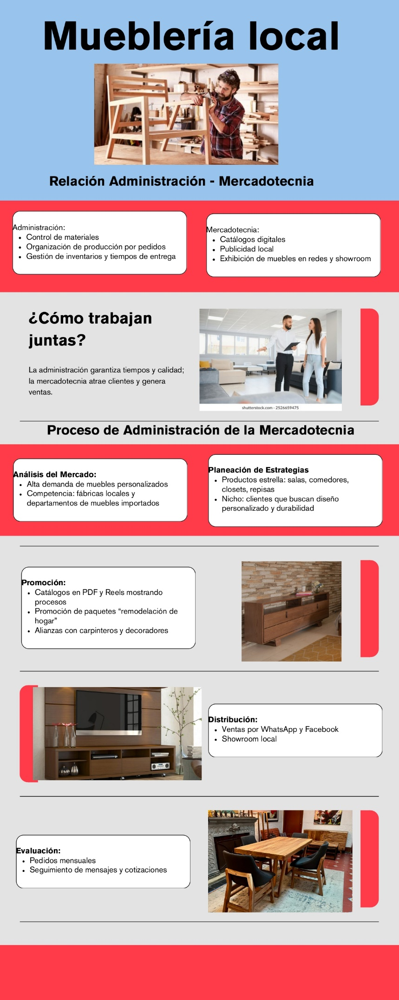 Mueblería local
Relación Administración - Mercadotecnia
Administración:
• Control de materiales
• Organización de producción por pedidos
• Gestión de inventarios y tiempos de entrega
Mercadotecnia:
• Catálogos digitales
• Publicidad local
• Exhibición de muebles en redes y showroom
¿Cómo trabajan
juntas?
La administración garantiza tiempos y calidad;
la mercadotecnia atrae clientes y genera
ventas.
shutterstock.com · 2526659475
Proceso de Administración de la Mercadotecnia
Análisis del Mercado:
• Alta demanda de muebles personalizados
• Competencia: fábricas locales y
departamentos de muebles importados
Planeación de Estrategias
• Productos estrella: salas, comedores,
closets, repisas
• Nicho: clientes que buscan diseño
personalizado y durabilidad
Promoción:
• Catálogos en PDF y Reels mostrando
procesos
• Promoción de paquetes “remodelación de
hogar”
• Alianzas con carpinteros y decoradores
Distribución:
• Ventas por WhatsApp y Facebook
• Showroom local
Evaluación:
• Pedidos mensuales
• Seguimiento de mensajes y cotizaciones